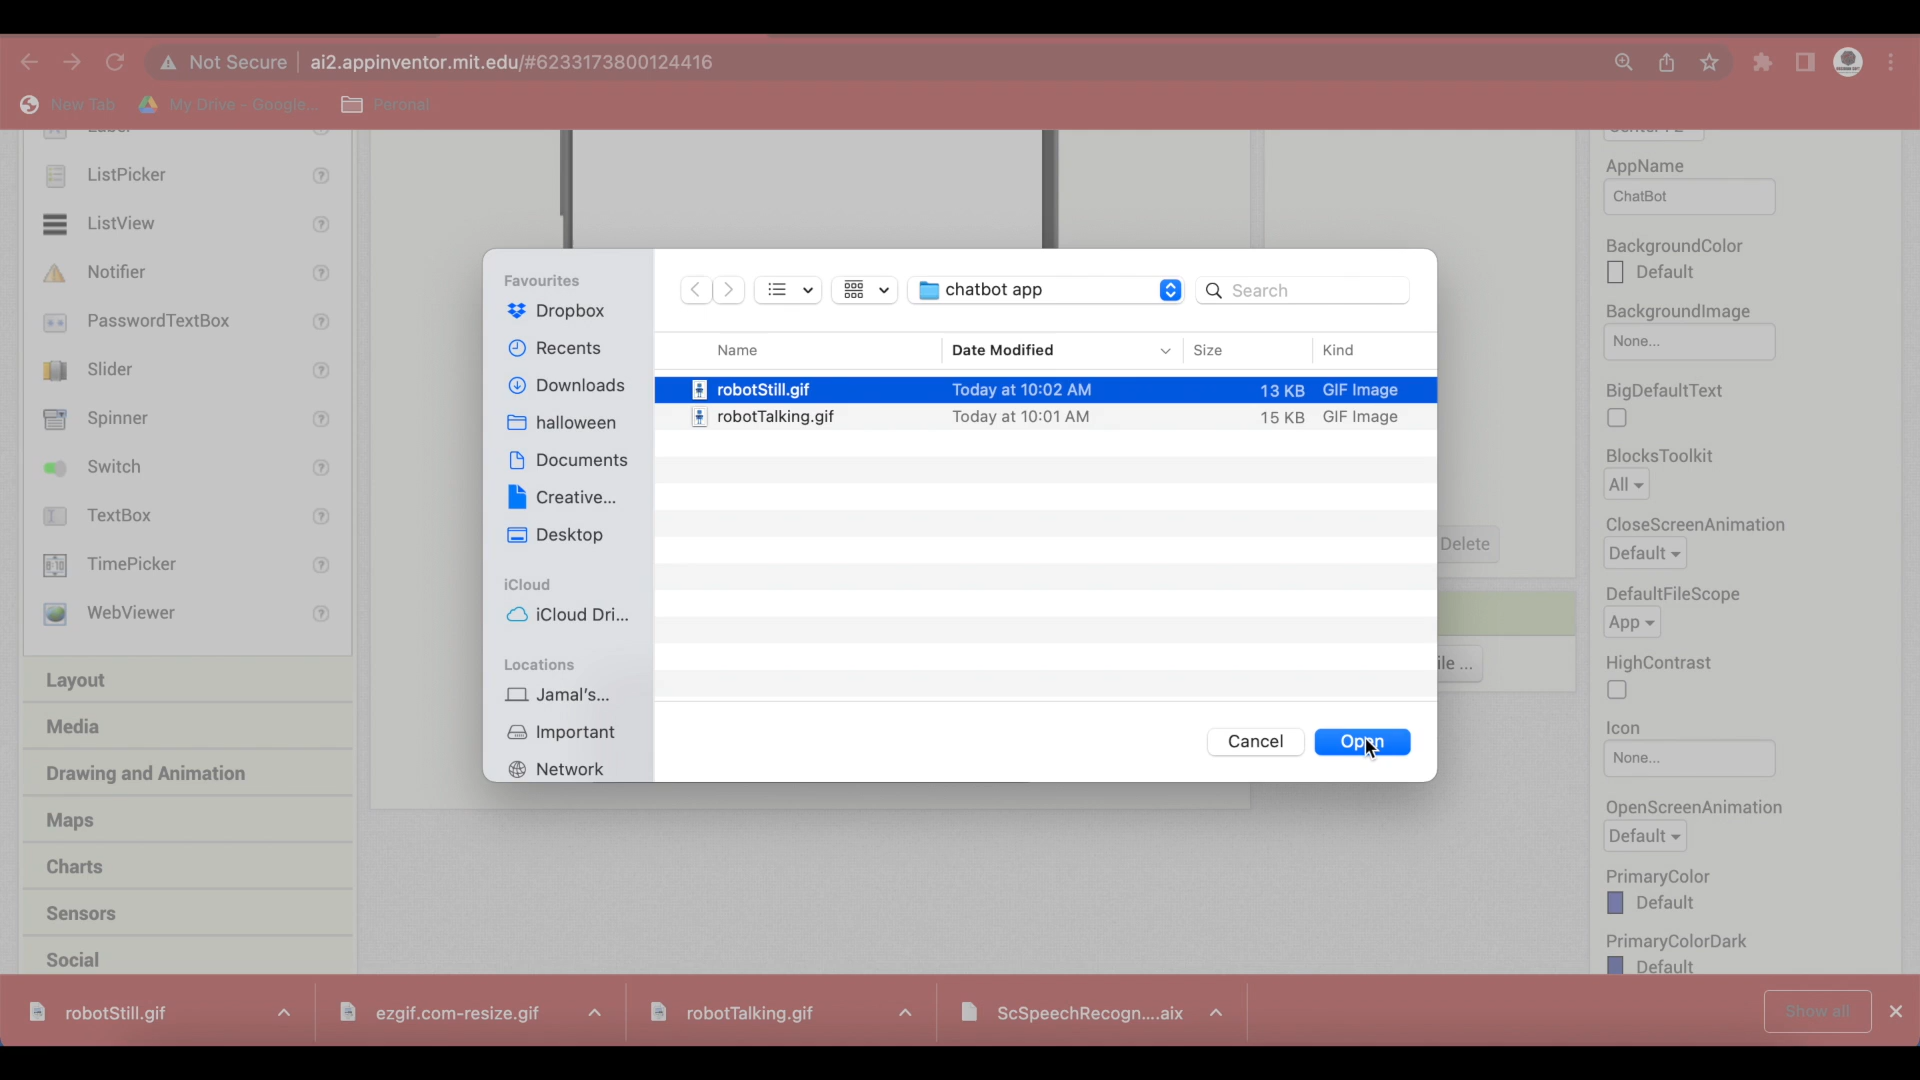 Not Secure
ai2.appinventor.mit.edu/#6233173800124416
New Tab
My Drive - Google...
Peronal
ListPicker
ListView
Notifier
PasswordTextBox
Slider
Spinner
Switch
TextBox
TimePicker
WebViewer
Layout
Media
Drawing and Animation
Maps
Charts
Sensors
Social
Favourites
Dropbox
Recents
Downloads
halloween
Documents
Creative...
Desktop
iCloud
iCloud Dri...
Locations
Jamal's...
Important
Network
chatbot app
Search
Name Date Modified Size Kind
robotStill.gif Today at 10:02 AM 13 KB GIF Image
robotTalking.gif Today at 10:01 AM 15 KB GIF Image
Cancel
Open
Delete
ile ...
AppName
ChatBot
BackgroundColor
Default
BackgroundImage
None...
BigDefaultText
BlocksToolkit
All
CloseScreenAnimation
Default
DefaultFileScope
App
HighContrast
Icon
None...
OpenScreenAnimation
Default
PrimaryColor
Default
PrimaryColorDark
Default
robotStill.gif
ezgif.com-resize.gif
robotTalking.gif
ScSpeechRecogn....aix
Show all